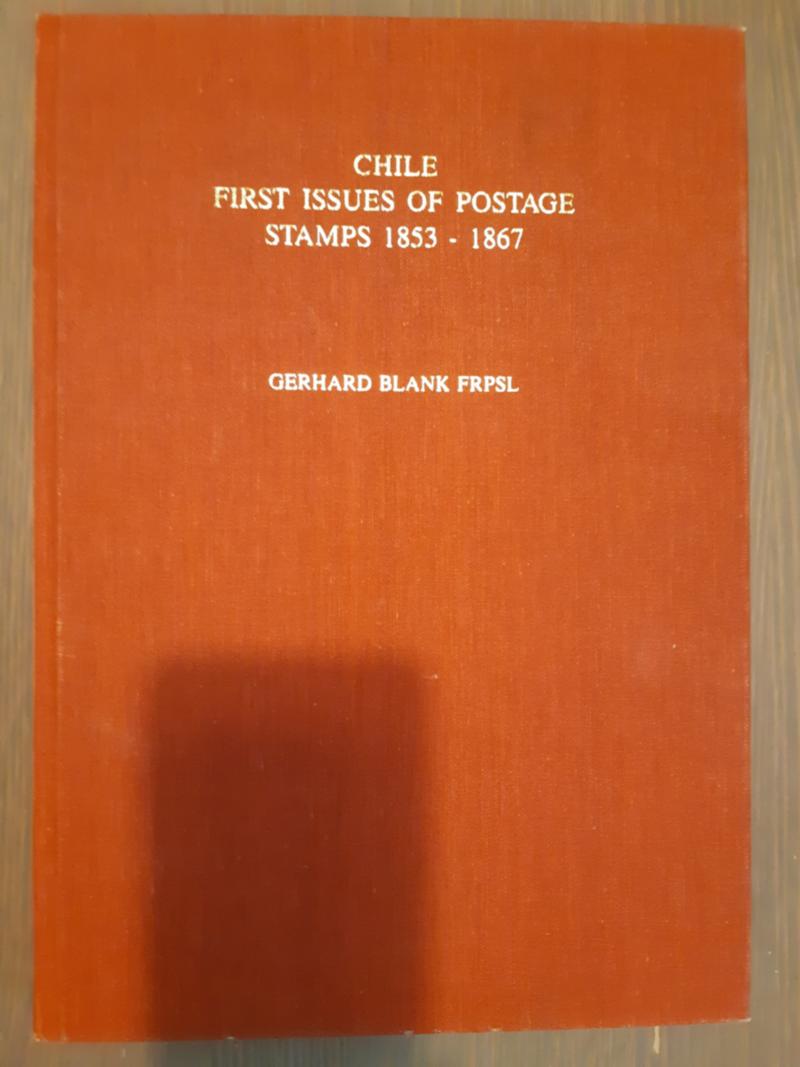 CHILE
FIRST ISSUES OF POSTAGE
STAMPS 1853 - 1867
GERHARD BLANK FRPSL